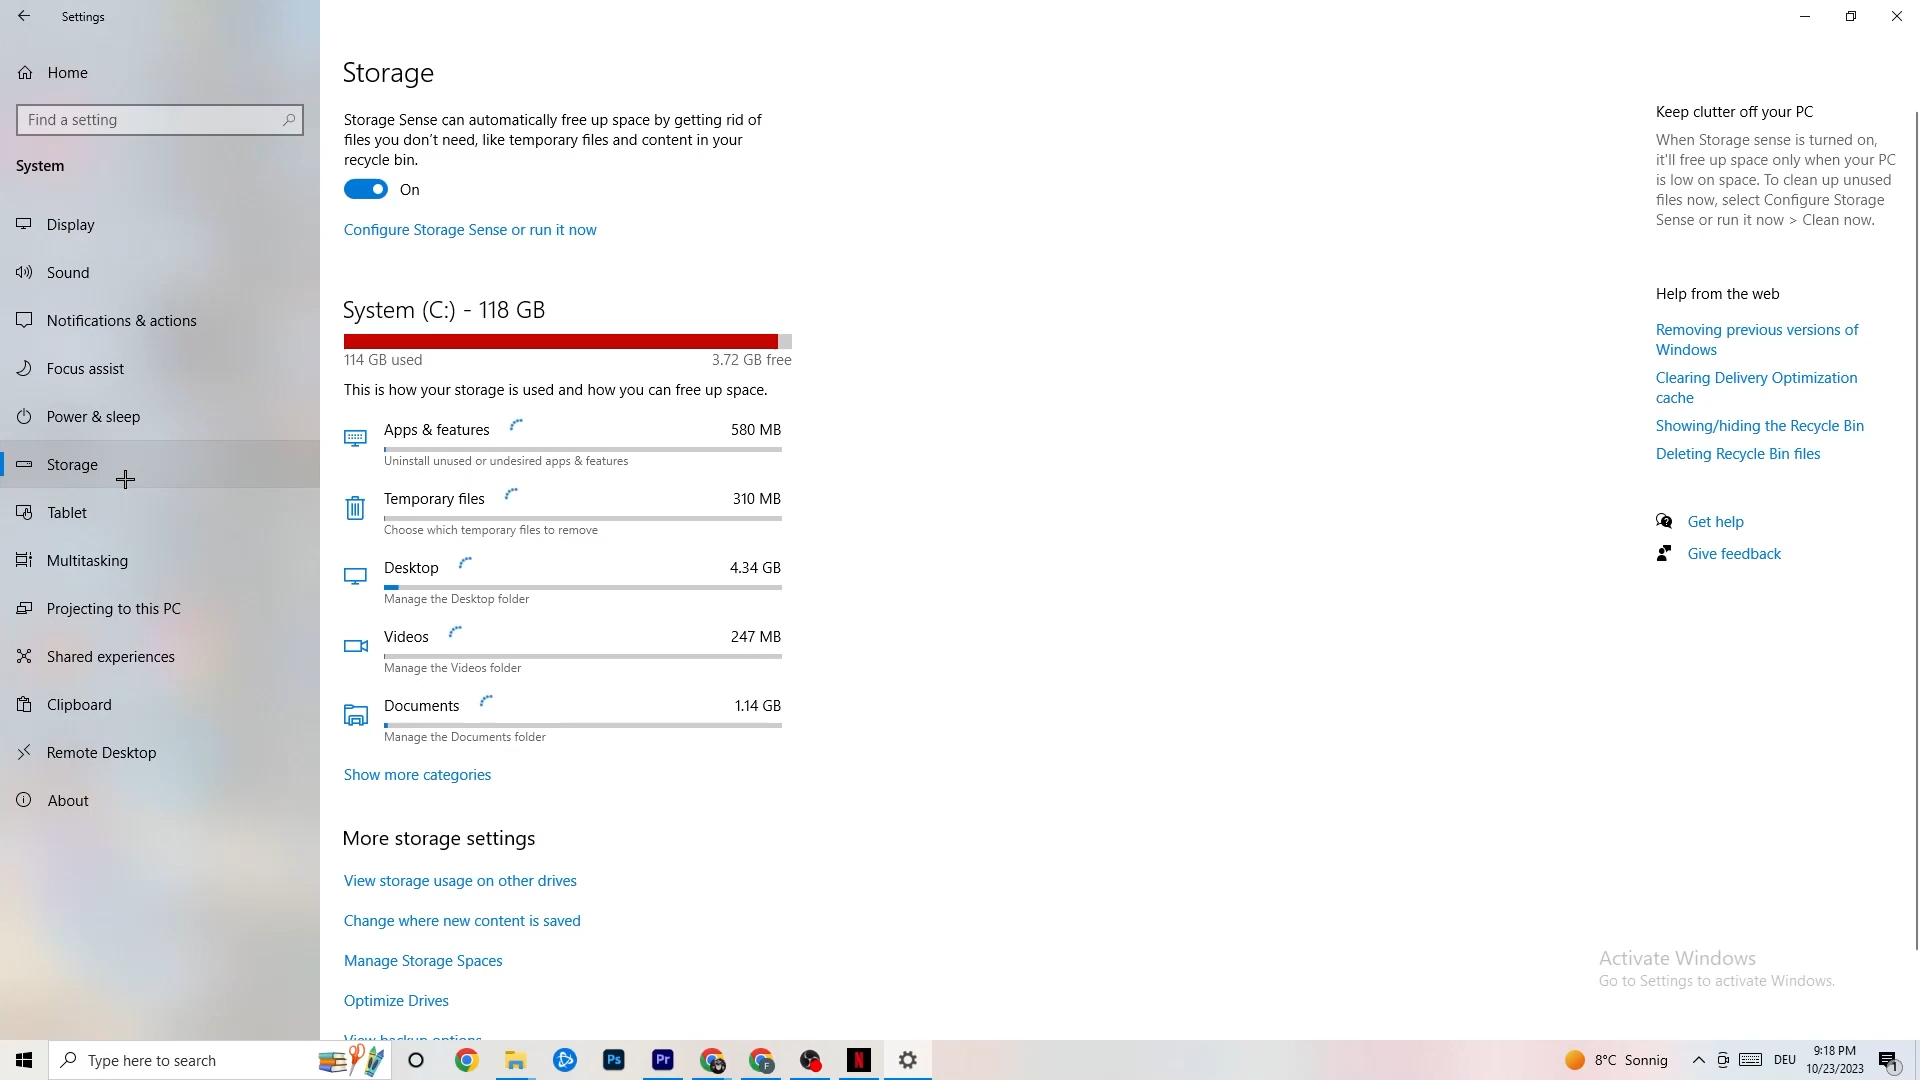 Settings
Home
Find a setting
System
Display
Sound
Notifications & actions
Focus assist
Power & sleep
Storage
Tablet
Multitasking
Projecting to this PC
Shared experiences
Clipboard
Remote Desktop
About
Storage
Storage Sense can automatically free up space by getting rid of
files you don't need, like temporary files and content in your
recycle bin.
On
Configure Storage Sense or run it now
System (C:) - 118 GB
114 GB used
3.72 GB free
This is how your storage is used and how you can free up space.
Apps & features
580 MB
Uninstall unused or undesired apps & features
Temporary files
310 MB
Choose which temporary files to remove
Desktop
4.34 GB
Manage the Desktop folder
Videos
247 MB
Manage the Videos folder
Documents
1.14 GB
Manage the Documents folder
Show more categories
More storage settings
View storage usage on other drives
Change where new content is saved
Manage Storage Spaces
Optimize Drives
View backup options
Keep clutter off your PC
When Storage sense is turned on,
it'll free up space only when your PC
is low on space. To clean up unused
files now, select Configure Storage
Sense or run it now > Clean now.
Help from the web
Removing previous versions of
Windows
Clearing Delivery Optimization
cache
Showing/hiding the Recycle Bin
Deleting Recycle Bin files
Get help
Give feedback
Activate Windows
Go to Settings to activate Windows.
Type here to search
Ps
Pr
F
N
8°C Sonnig
DEU
9:18 PM
10/23/2023
1